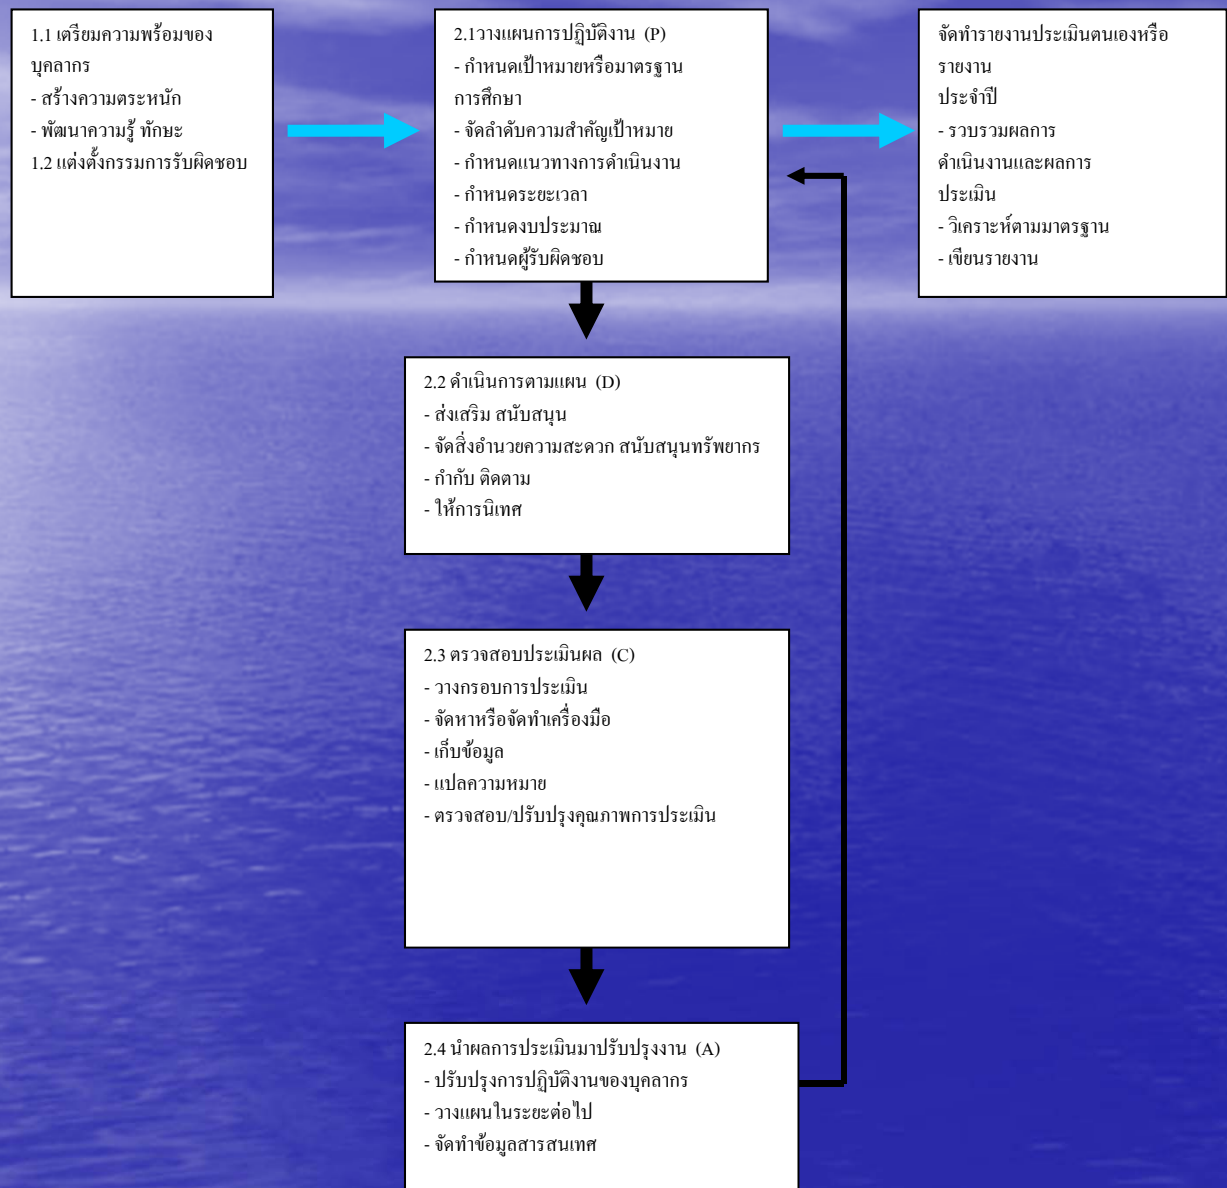 1.1 เตรียมความพร้อมของ
บุคลากร
- สร้างความตระหนัก
- พัฒนาความรู้ ทักษะ
1.2 แต่งตั้งกรรมการรับผิดชอบ
2.1วางแผนการปฏิบัติงาน (P)
- กำหนดเป้าหมายหรือมาตรฐาน
การศึกษา
- จัดลำดับความสำคัญเป้าหมาย
- กำหนดแนวทางการดำเนินงาน
- กำหนดระยะเวลา
- กำหนดงบประมาณ
- กำหนดผู้รับผิดชอบ
จัดทำรายงานประเมินตนเองหรือ
รายงาน
ประจำปี
- รวบรวมผลการ
ดำเนินงานและผลการ
ประเมิน
- วิเคราะห์ตามมาตรฐาน
- เขียนรายงาน
2.2 ดำเนินการตามแผน (D)
- ส่งเสริม สนับสนุน
- จัดสิ่งอำนวยความสะดวก สนับสนุนทรัพยากร
- กำกับ ติดตาม
- ให้การนิเทศ
2.3 ตรวจสอบประเมินผล (C)
- วางกรอบการประเมิน
- จัดหาหรือจัดทำเครื่องมือ
- เก็บข้อมูล
- แปลความหมาย
- ตรวจสอบ/ปรับปรุงคุณภาพการประเมิน
2.4 นำผลการประเมินมาปรับปรุงงาน (A)
- ปรับปรุงการปฏิบัติงานของบุคลากร
- วางแผนในระยะต่อไป
- จัดทำข้อมูลสารสนเทศ